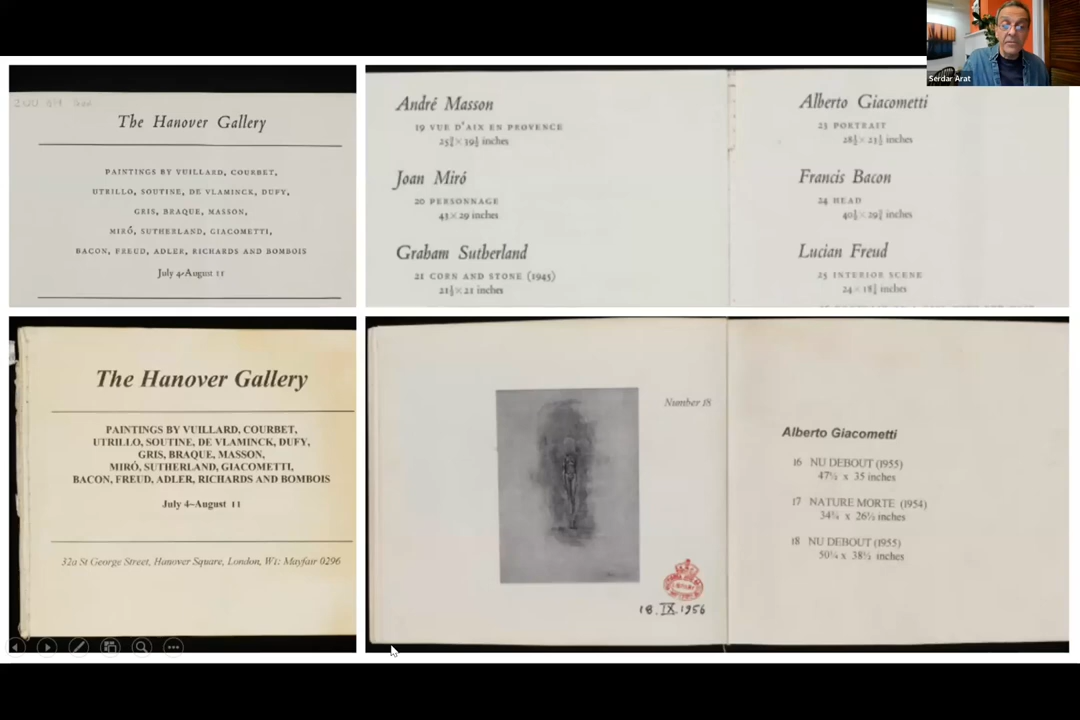 Serdar Arat
The Hanover Gallery
PAINTINGS BY VUILLARD, COURBET,
UTRILLO, SOUTINE, DE VLAMINCK, DUFY,
GRIS, BRAQUE, MASSON,
MIRÓ, SUTHERLAND, GIACOMETTI,
BACON, FREUD, ADLER, RICHARDS AND BOMBOIS
July 4-August 11
André Masson
19 VUE D'AIX EN PROVENCE
Joan Miró
20 PERSONNAGE
43 × 29 inches
Graham Sutherland
21 CORN AND STONE (1945)
21½ × 21 inches
Alberto Giacometti
23 PORTRAIT
28½ × 23½ inches
Francis Bacon
24 HEAD
Lucian Freud
25 INTERIOR SCENE
The Hanover Gallery
PAINTINGS BY VUILLARD, COURBET,
UTRILLO, SOUTINE, DE VLAMINCK, DUFY,
GRIS, BRAQUE, MASSON,
MIRÓ, SUTHERLAND, GIACOMETTI,
BACON, FREUD, ADLER, RICHARDS AND BOMBOIS
July 4–August 11
32a St George Street, Hanover Square, London, W1: Mayfair 0296
Number 18
18.IX.1956
Alberto Giacometti
16 NU DEBOUT (1955)
47½ x 35 inches
17 NATURE MORTE (1954)
34¾ x 26½ inches
18 NU DEBOUT (1955)
50¼ x 38½ inches